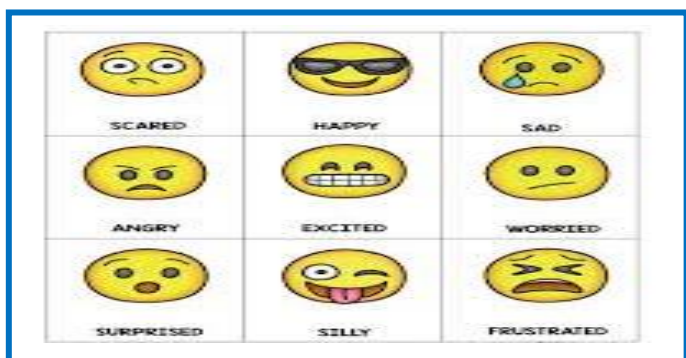 SCARED HAPPY SAD
ANGRY EXCITED WORRIED
SURPRISED SILLY FRUSTRATED